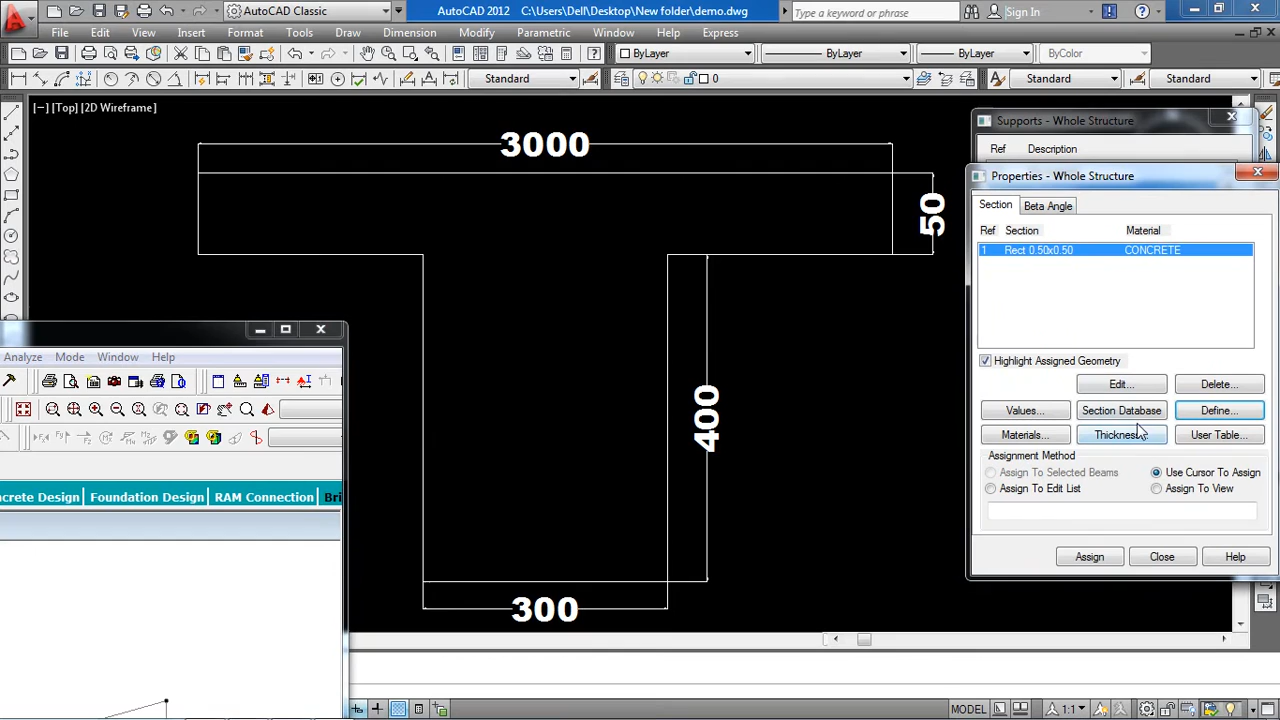 AutoCAD Classic
AutoCAD 2012 C:\Users\Dell\Desktop\New folder\demo.dwg
Type a keyword or phrase
Sign In
File Edit View Insert Format Tools Draw Dimension Modify Parametric Window Help Express
ByLayer
ByLayer
ByLayer
ByColor
Standard
0
Standard
Standard
[−] [Top] [2D Wireframe]
3000
50
400
300
Supports - Whole Structure
Ref Description
Properties - Whole Structure
Section Beta Angle
Ref Section Material
1 Rect 0.50x0.50 CONCRETE
Highlight Assigned Geometry
Edit... Delete...
Values... Section Database Define...
Materials... Thickness... User Table...
Assignment Method
Assign To Selected Beams Use Cursor To Assign
Assign To Edit List Assign To View
Assign Close Help
Analyze Mode Window Help
ncrete Design Foundation Design RAM Connection Bri
MODEL
1:1